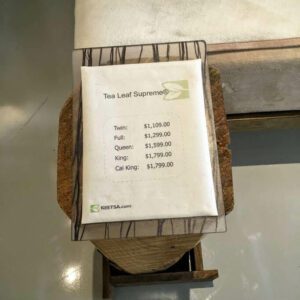 Tea Leaf Supreme®
Twin: $1,109.00
Full: $1,299.00
Queen: $1,599.00
King: $1,799.00
Cal King: $1,799.00
KEETSA.com